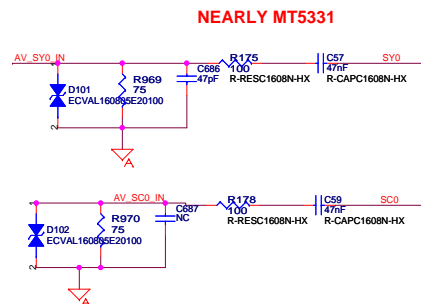 NEARLY MT5331
AV_SY0_IN
R175
100
R-RESC1608N-HX
C57
47nF
R-CAPC1608N-HX
SY0
1
D101
ECVAL160805E20100
2
R969
75
C686
47pF
A
AV_SC0_IN
R178
100
R-RESC1608N-HX
C59
47nF
R-CAPC1608N-HX
SC0
1
D102
ECVAL160805E20100
2
R970
75
C687
NC
A